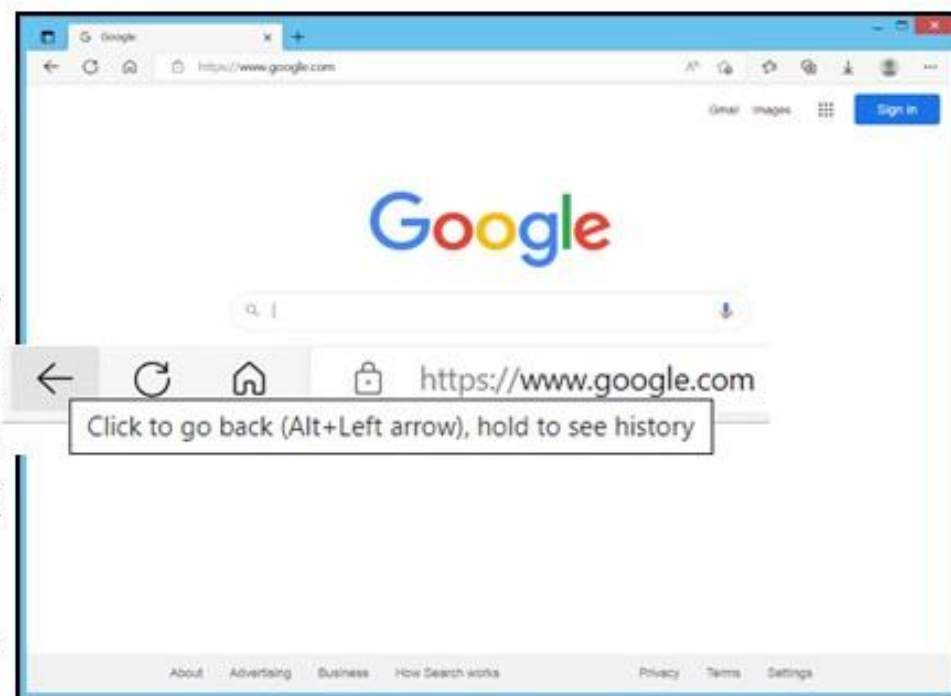 G Google
https://www.google.com
Gmail Images
Sign in
Google
https://www.google.com
Click to go back (Alt+Left arrow), hold to see history
About Advertising Business How Search works Privacy Terms Settings